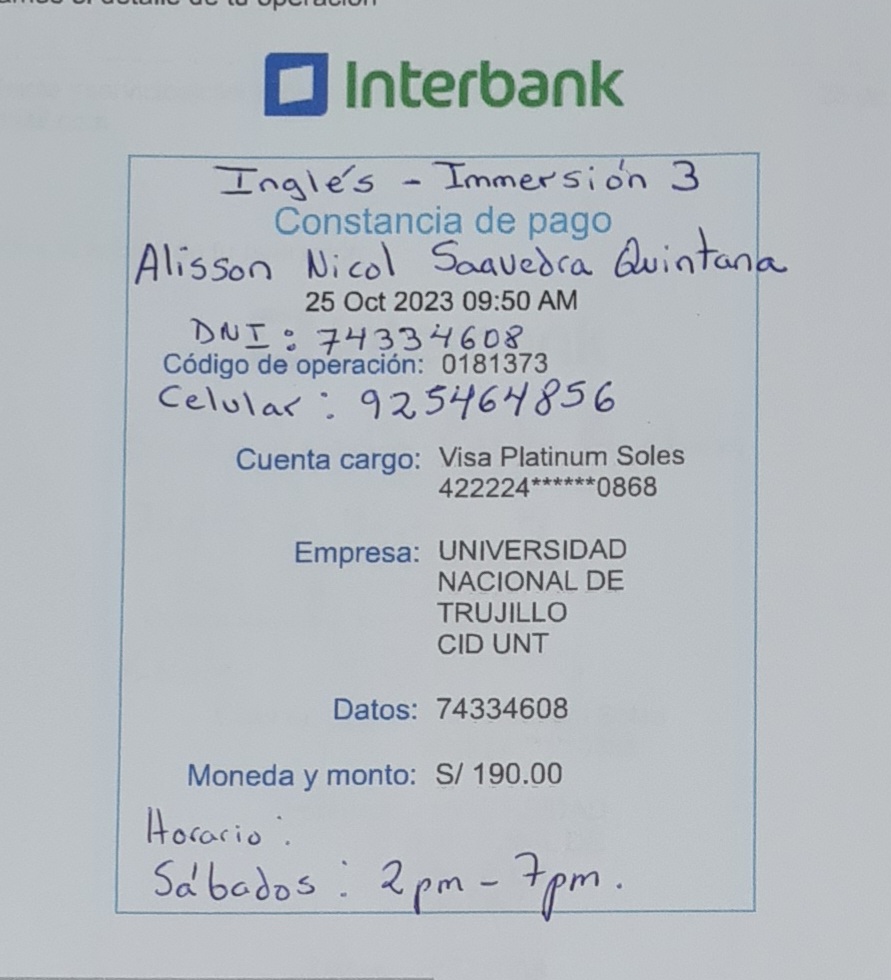 Interbank
Inglés - Immersión 3
Constancia de pago
Alisson Nicol Saavedra Quintana
25 Oct 2023 09:50 AM
DNI: 74334608
Código de operación: 0181373
Celular: 925464856
Cuenta cargo: Visa Platinum Soles
422224******0868
Empresa: UNIVERSIDAD
NACIONAL DE
TRUJILLO
CID UNT
Datos: 74334608
Moneda y monto: S/ 190.00
Horario:
Sábados: 2pm - 7pm.